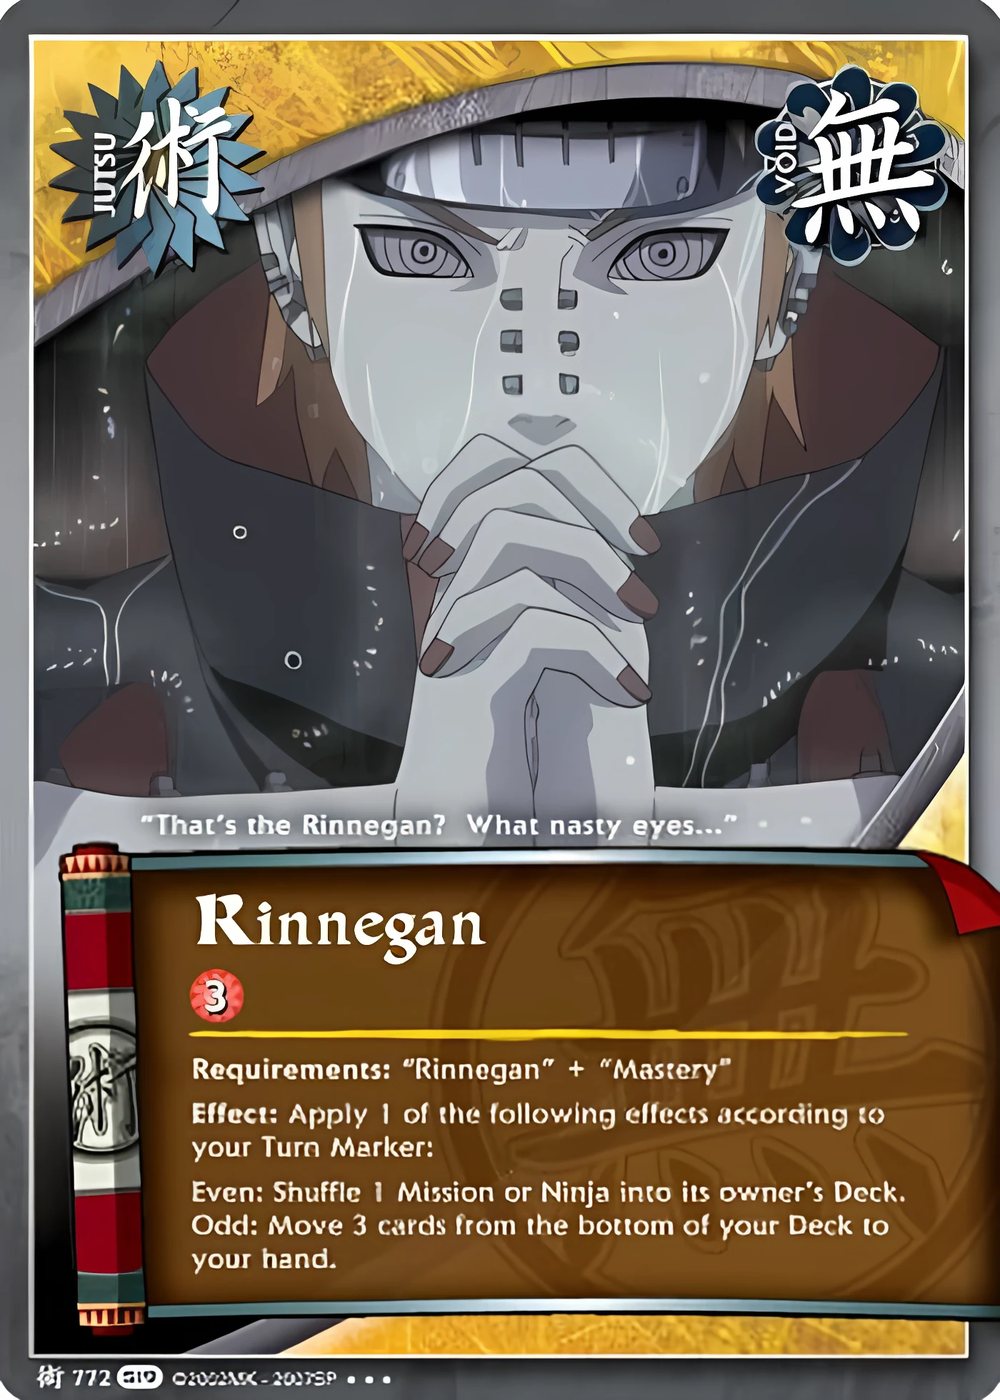 JUTSU
術
VOID
無
"That's the Rinnegan? What nasty eyes..."
Rinnegan
3
Requirements: "Rinnegan" + "Mastery"
Effect: Apply 1 of the following effects according to
your Turn Marker:
Even: Shuffle 1 Mission or Ninja into its owner's Deck.
Odd: Move 3 cards from the bottom of your Deck to
your hand.
術
術 772